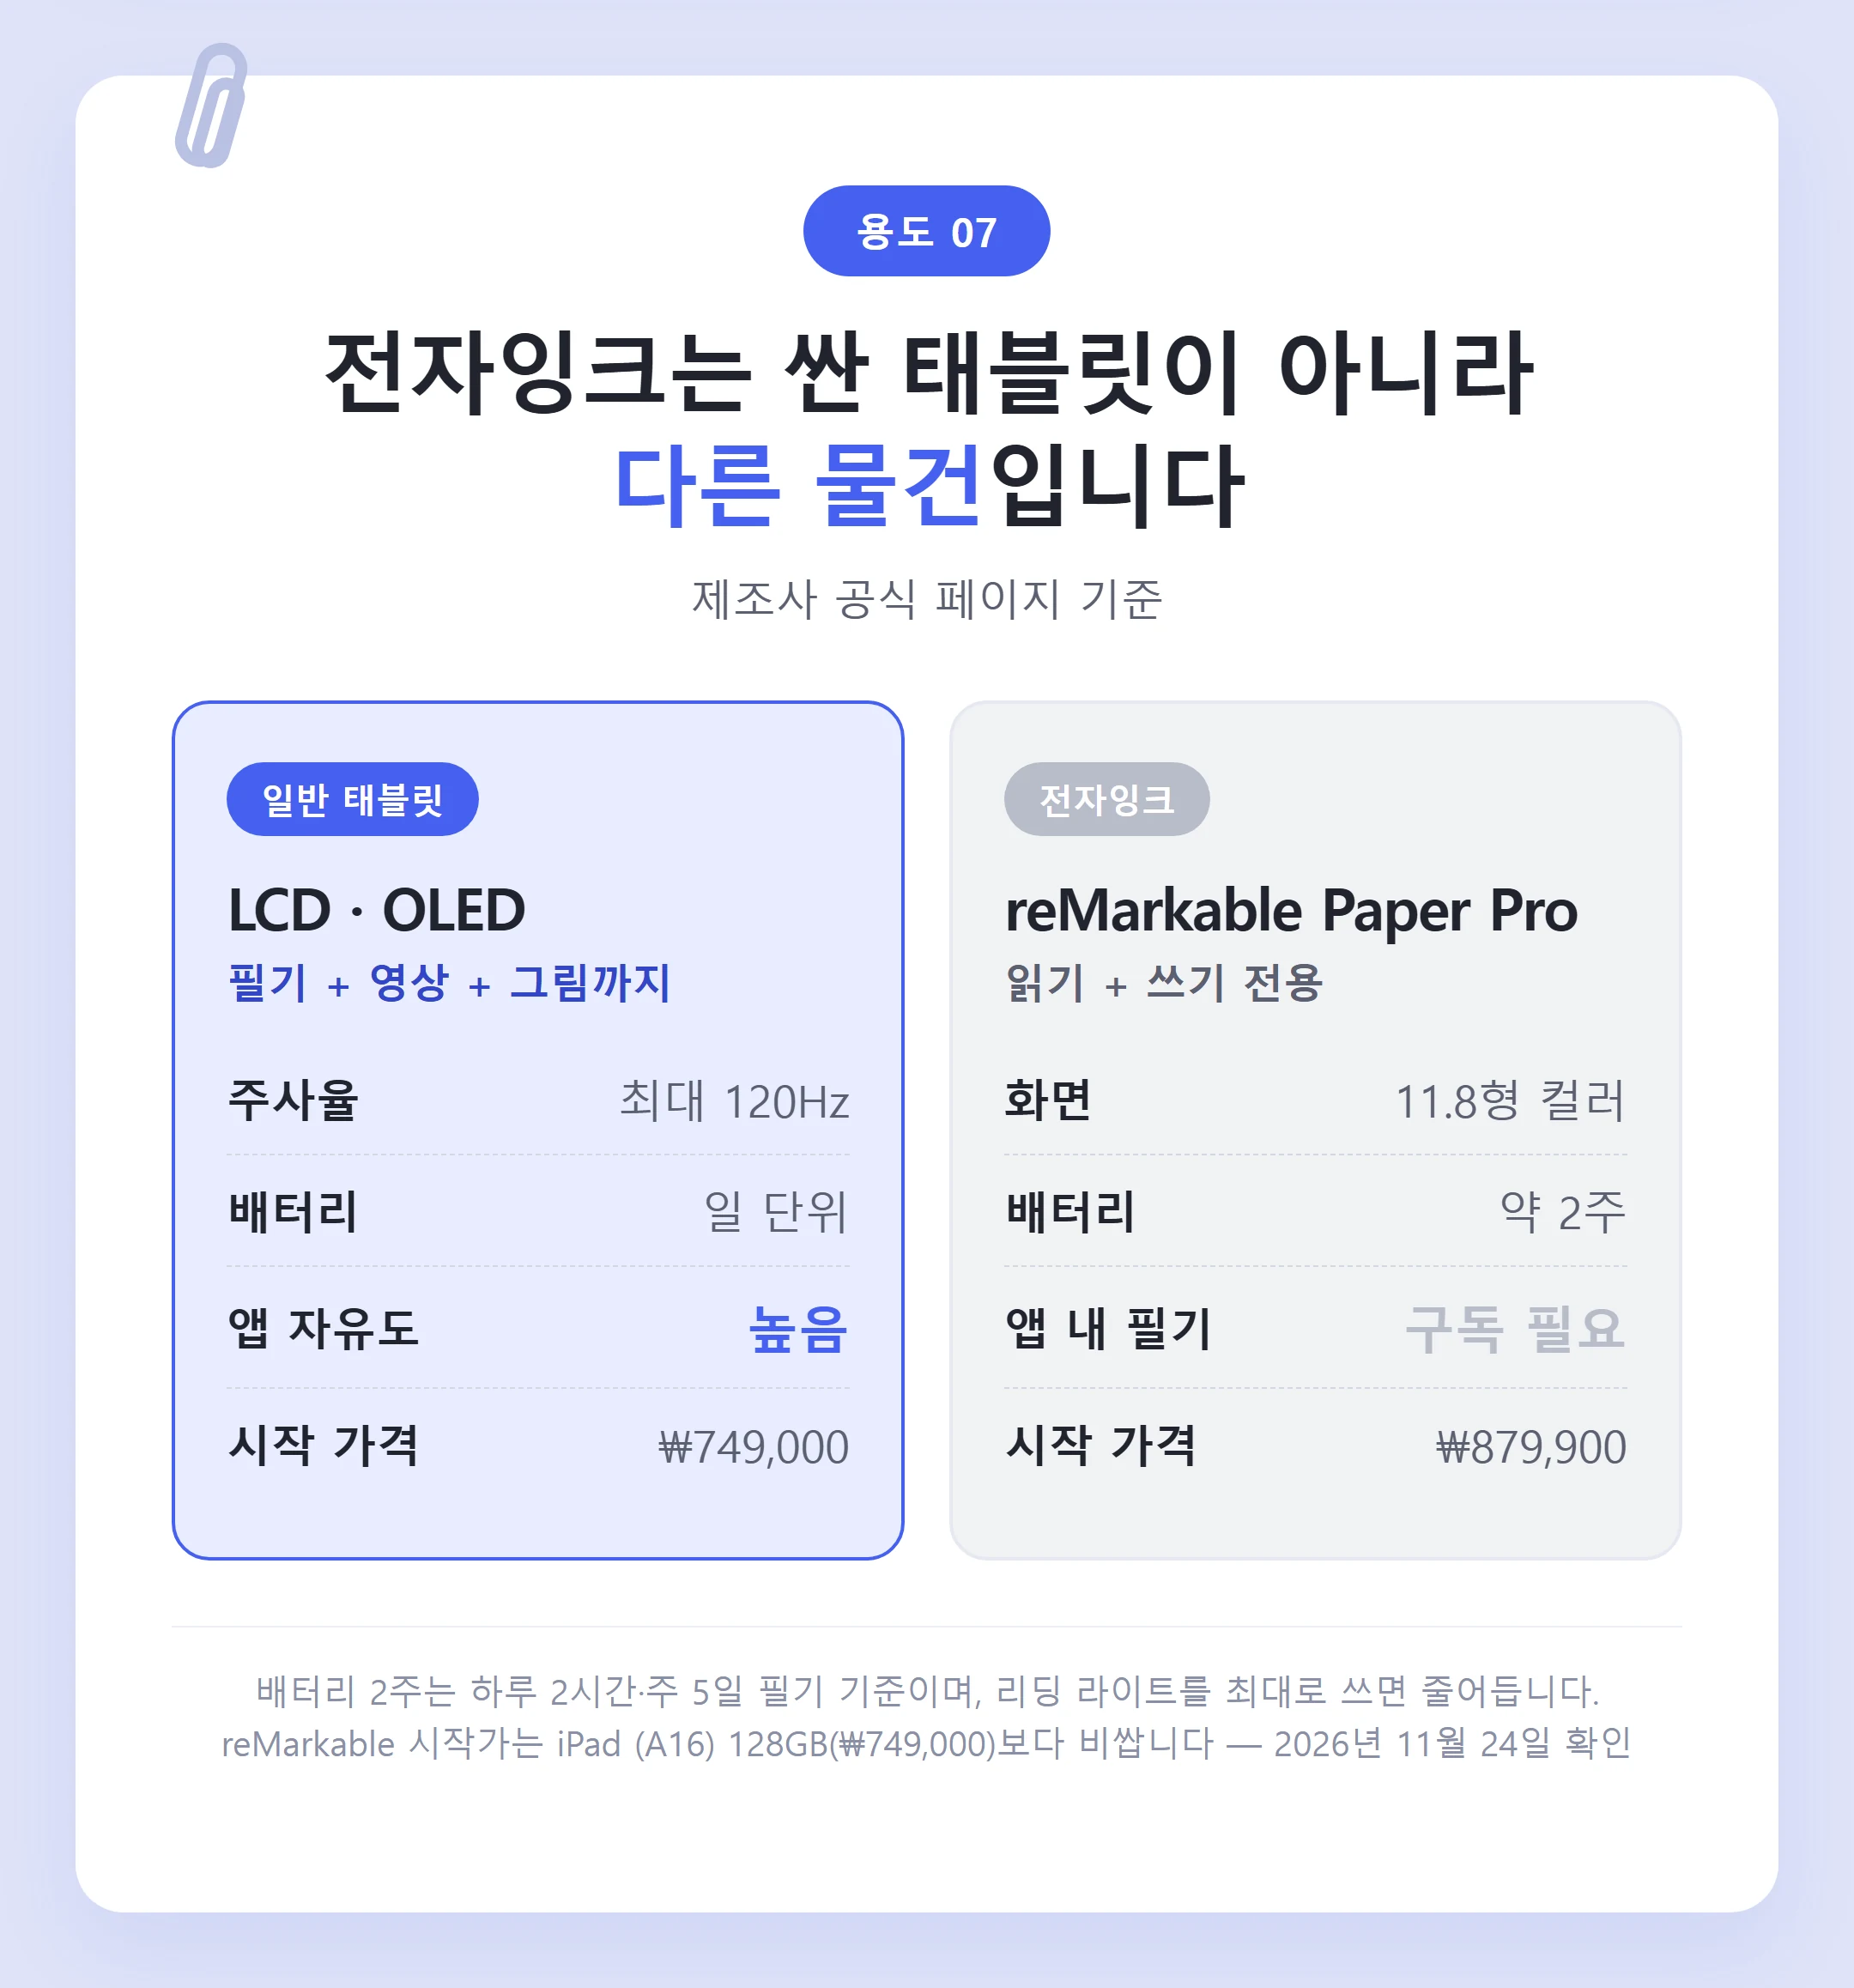 용도 07
전자잉크는 싼 태블릿이 아니라
다른 물건입니다
제조사 공식 페이지 기준
일반 태블릿
LCD · OLED
필기 + 영상 + 그림까지
주사율 최대 120Hz
배터리 일 단위
앱 자유도 높음
시작 가격 ₩749,000
전자잉크
reMarkable Paper Pro
읽기 + 쓰기 전용
화면 11.8형 컬러
배터리 약 2주
앱 내 필기 구독 필요
시작 가격 ₩879,900
배터리 2주는 하루 2시간·주 5일 필기 기준이며, 리딩 라이트를 최대로 쓰면 줄어듭니다.
reMarkable 시작가는 iPad (A16) 128GB(₩749,000)보다 비쌉니다 — 2026년 11월 24일 확인